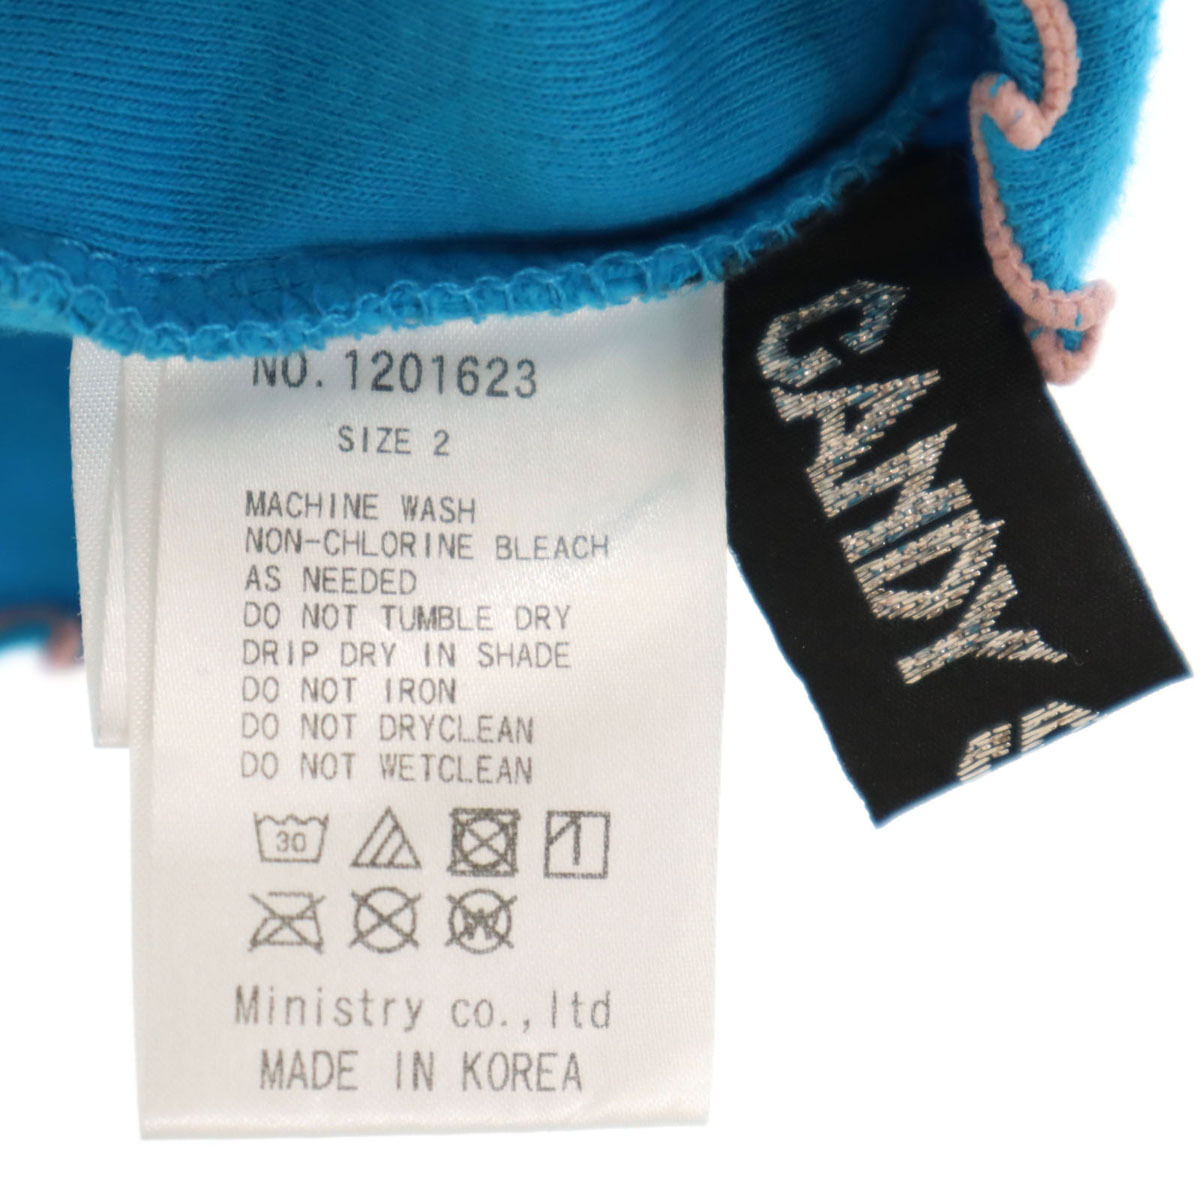 NO. 1201623
SIZE 2
MACHINE WASH
NON-CHLORINE BLEACH
AS NEEDED
DO NOT TUMBLE DRY
DRIP DRY IN SHADE
DO NOT IRON
DO NOT DRYCLEAN
DO NOT WETCLEAN
30
W
Ministry co.,ltd
MADE IN KOREA
CANDY